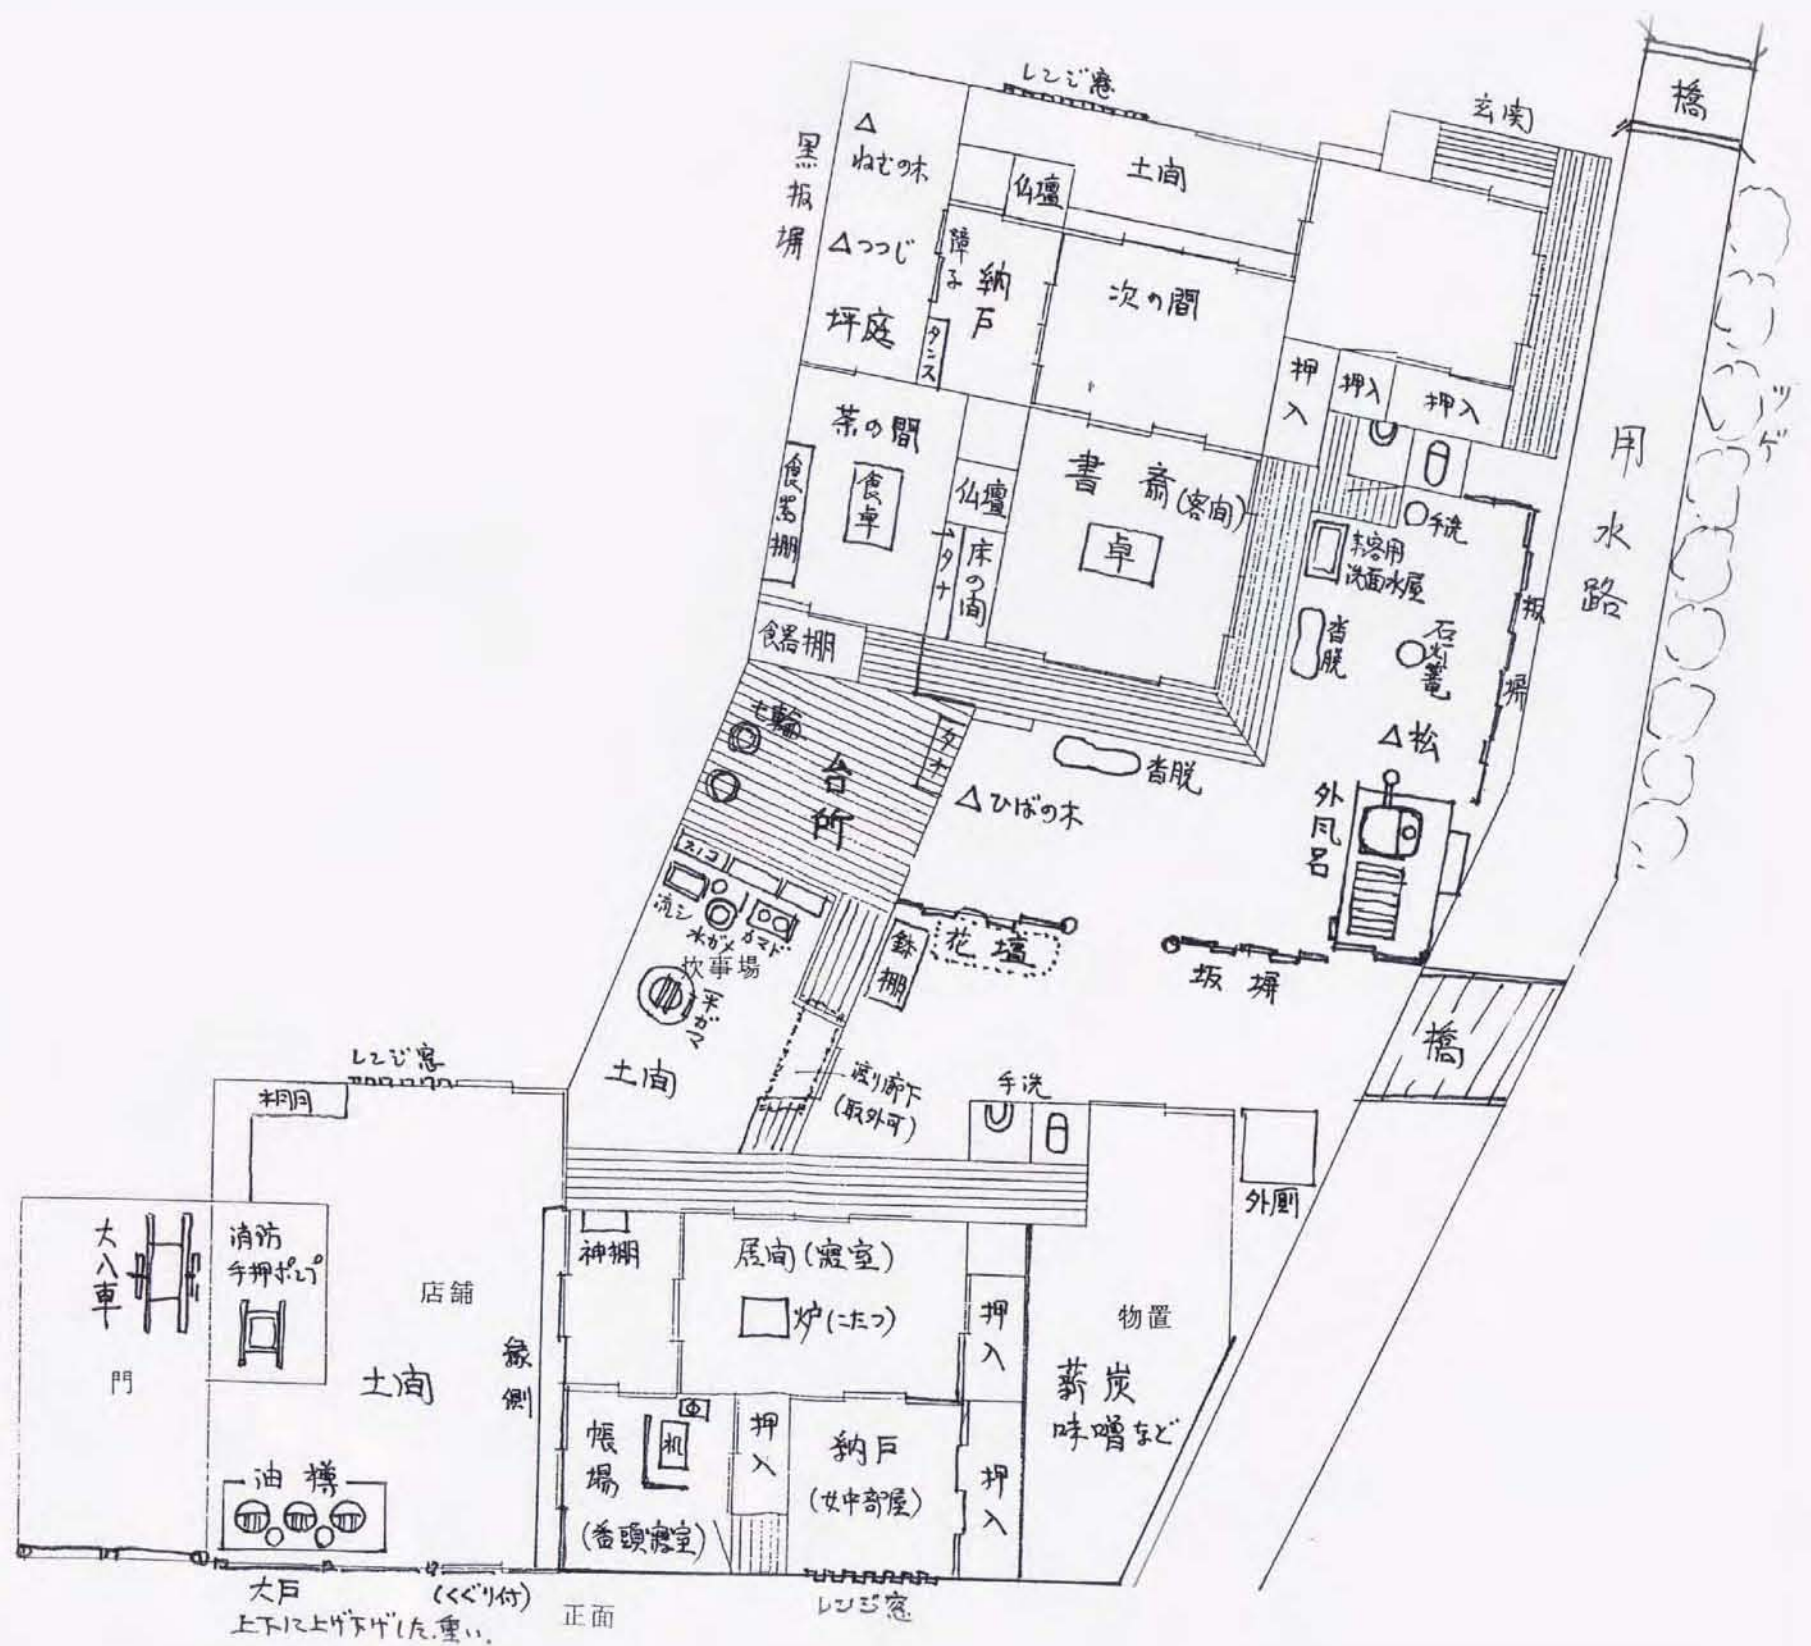 レンジ窓
玄関
橋
黒板塀
△
ねむの木
仏壇
土間
△つつじ
障子
納戸
次の間
坪庭
タンス
押入
押入
押入
ツゲ
用水路
茶の間
食器棚
食卓
仏壇
タナ
床の間
書斎(客間)
卓
手洗
来客用
洗面水屋
板塀
沓脱
石灯篭
食器棚
七輪
台所
タナ
沓脱
△松
△ひばの木
外風呂
スノコ
流シ
水ガメ
カマド
炊事場
平ガマ
鉢棚
花壇
板塀
橋
土間
渡り廊下
(取外可)
手洗
外厠
レンジ窓
棚
大八車
消防
手押ポンプ
門
店舗
土間
縁側
神棚
居間(寝室)
炉(こたつ)
押入
物置
薪炭
味噌など
油樽
帳場
机
(番頭寝室)
押入
納戸
(女中部屋)
押入
大戸
(くぐり付)
上下に上げ下げした.重い.
正面
レンジ窓